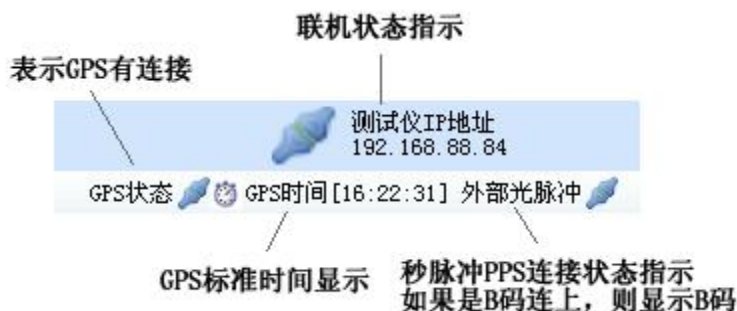 联机状态指示
表示GPS有连接
测试仪IP地址
192.168.88.84
GPS状态 GPS时间[16:22:31] 外部光脉冲
GPS标准时间显示
秒脉冲PPS连接状态指示
如果是B码连上，则显示B码